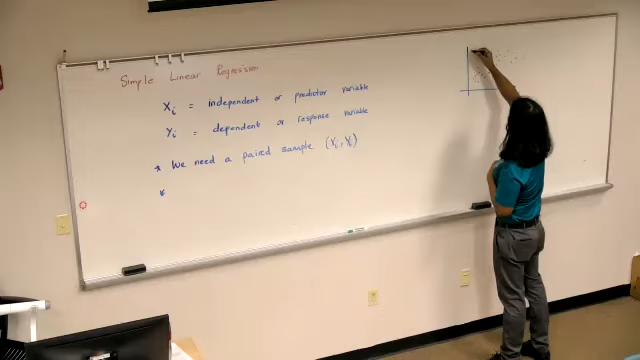 Simple Linear Regression
Xi = independent or predictor variable
Yi = dependent or response variable
* We need a paired sample (Xi, Yi)
*